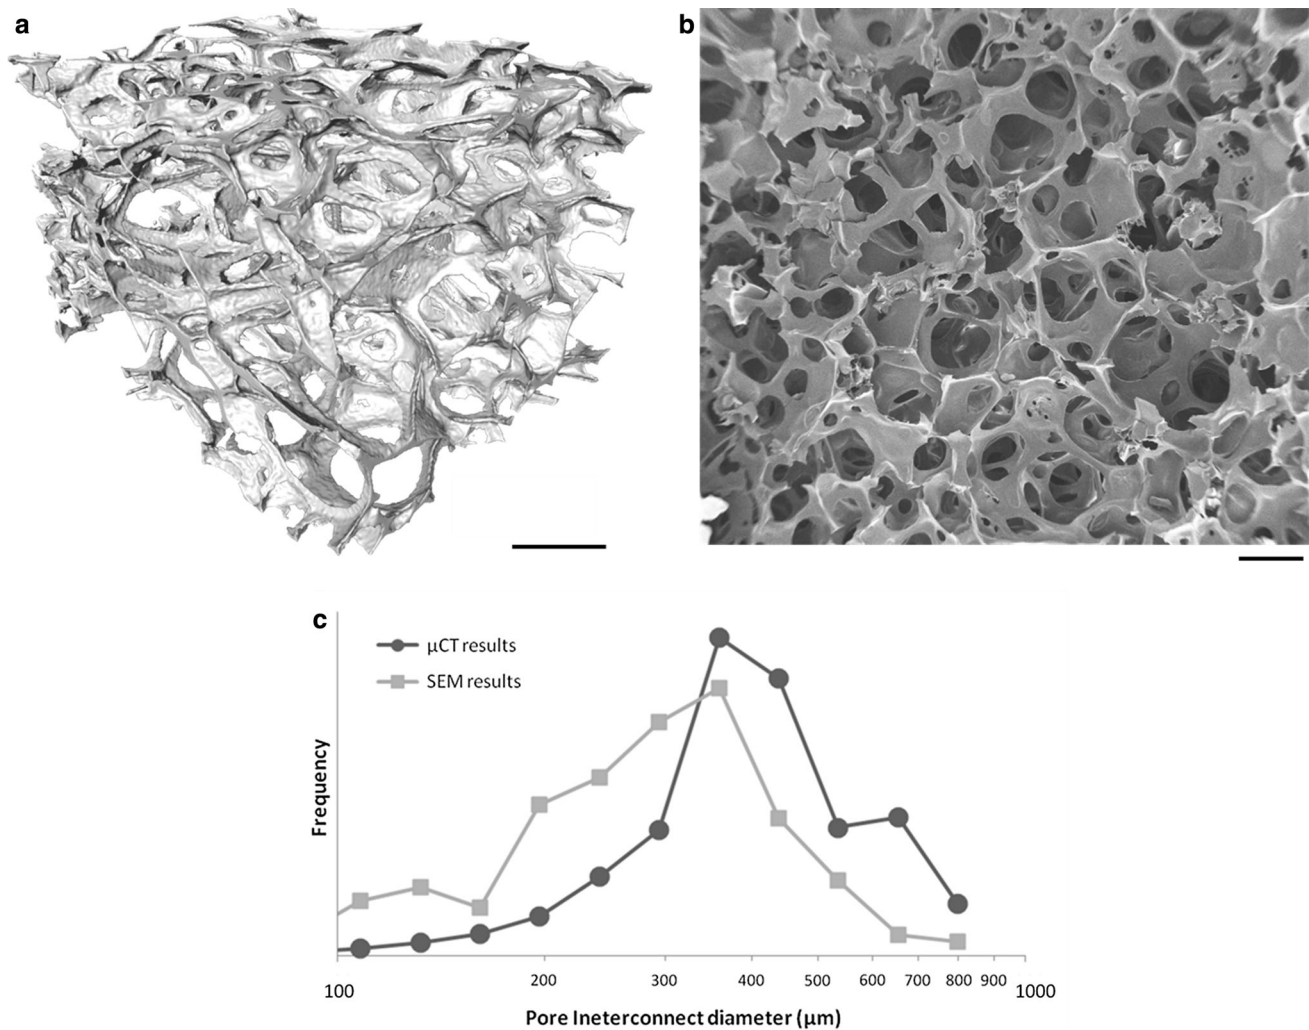 a
b
c
μCT results
SEM results
Frequency
100
200
300
400
500
600
700
800
900
1000
Pore Ineterconnect diameter (μm)